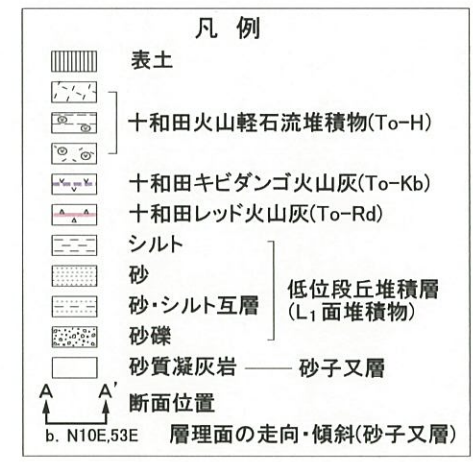 凡 例
表土
十和田火山軽石流堆積物(To-H)
十和田キビダンゴ火山灰(To-Kb)
十和田レッド火山灰(To-Rd)
シルト
砂
砂・シルト互層
砂礫
低位段丘堆積層
(L₁面堆積物)
砂質凝灰岩 砂子又層
A A′
断面位置
b. N10E,53E 層理面の走向・傾斜(砂子又層)